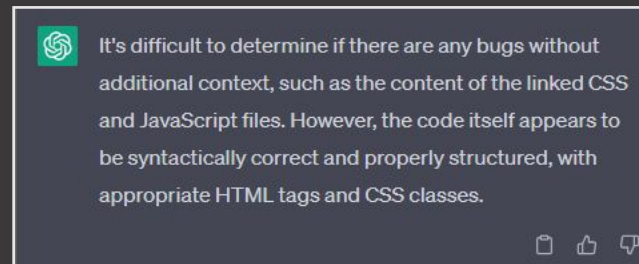 It's difficult to determine if there are any bugs without
additional context, such as the content of the linked CSS
and JavaScript files. However, the code itself appears to
be syntactically correct and properly structured, with
appropriate HTML tags and CSS classes.